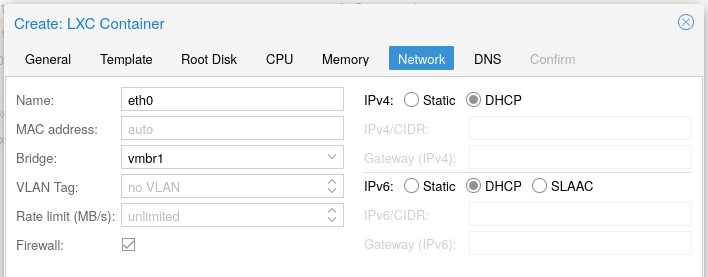 Create: LXC Container
General Template Root Disk CPU Memory Network DNS Confirm
Name: eth0
MAC address: auto
Bridge: vmbr1
VLAN Tag: no VLAN
Rate limit (MB/s): unlimited
Firewall:
IPv4: Static DHCP
IPv4/CIDR:
Gateway (IPv4):
IPv6: Static DHCP SLAAC
IPv6/CIDR:
Gateway (IPv6):